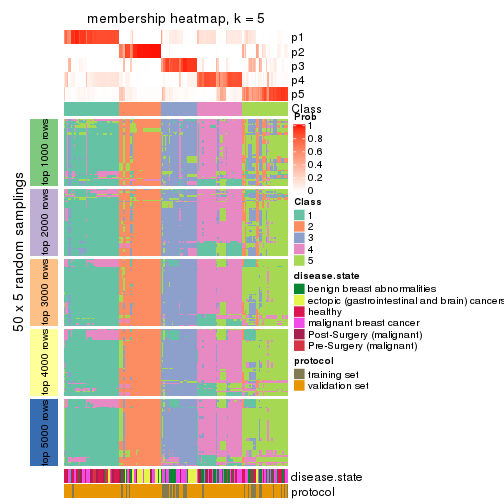 membership heatmap, k = 5
p1
p2
p3
p4
p5
Class
50 x 5 random samplings
top 1000 rows
top 2000 rows
top 3000 rows
top 4000 rows
top 5000 rows
Prob
1
0.8
0.6
0.4
0.2
0
Class
1
2
3
4
5
disease.state
benign breast abnormalities
ectopic (gastrointestinal and brain) cancers
healthy
malignant breast cancer
Post-Surgery (malignant)
Pre-Surgery (malignant)
protocol
training set
validation set
disease.state
protocol